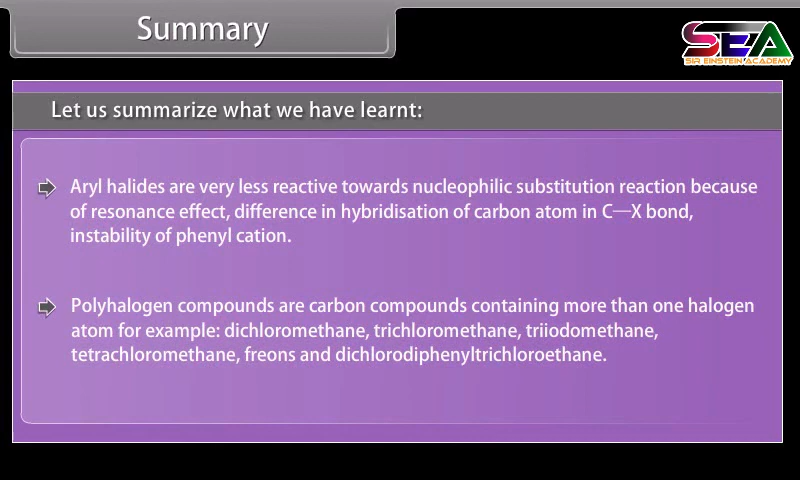 Summary
SEA
SIR EINSTEIN ACADEMY
Let us summarize what we have learnt:
Aryl halides are very less reactive towards nucleophilic substitution reaction because
of resonance effect, difference in hybridisation of carbon atom in C—X bond,
instability of phenyl cation.
Polyhalogen compounds are carbon compounds containing more than one halogen
atom for example: dichloromethane, trichloromethane, triiodomethane,
tetrachloromethane, freons and dichlorodiphenyltrichloroethane.